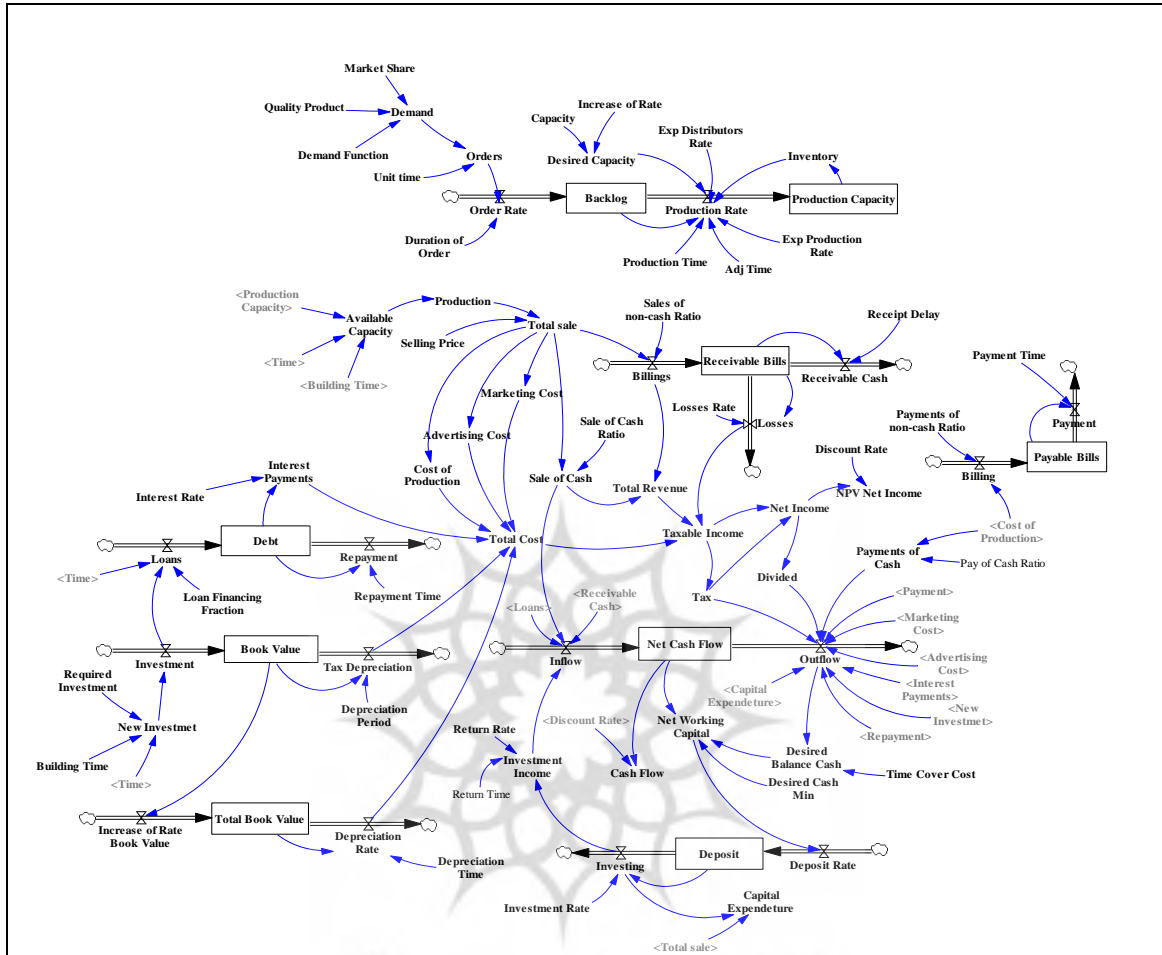 Market Share
Quality Product
Demand
Demand Function
Orders
Unit time
Order Rate
Duration of
Order
Capacity
Increase of Rate
Desired Capacity
Exp Distributors
Rate
Inventory
Backlog
Production Rate
Production Capacity
Production Time
Adj Time
Exp Production
Rate
<Production
Capacity>
Available
Capacity
Production
<Time>
<Building Time>
Selling Price
Total sale
Sales of
non-cash Ratio
Billings
Receivable Bills
Receipt Delay
Receivable Cash
Marketing Cost
Advertising Cost
Cost of
Production
Sale of Cash
Ratio
Sale of Cash
Losses Rate
Losses
Total Revenue
Payment Time
Payment
Payments of
non-cash Ratio
Billing
Payable Bills
Discount Rate
NPV Net Income
Net Income
Taxable Income
<Cost of
Production>
Payments of
Cash
Pay of Cash Ratio
Interest
Payments
Interest Rate
Debt
Loans
Repayment
<Time>
Loan Financing
Fraction
Repayment Time
Total Cost
Tax
Divided
<Loans>
<Receivable
Cash>
Inflow
Net Cash Flow
Outflow
<Payment>
<Marketing
Cost>
<Advertising
Cost>
<Interest
Payments>
<New
Investmet>
<Repayment>
<Capital
Expendeture>
Investment
Book Value
Tax Depreciation
Required
Investment
Depreciation
Period
New Investmet
Building Time
<Time>
Return Rate
Investment
Income
Return Time
<Discount Rate>
Cash Flow
Net Working
Capital
Desired
Balance Cash
Time Cover Cost
Desired Cash
Min
Increase of Rate
Book Value
Total Book Value
Depreciation
Rate
Depreciation
Time
Investing
Deposit
Deposit Rate
Investment Rate
Capital
Expendeture
<Total sale>